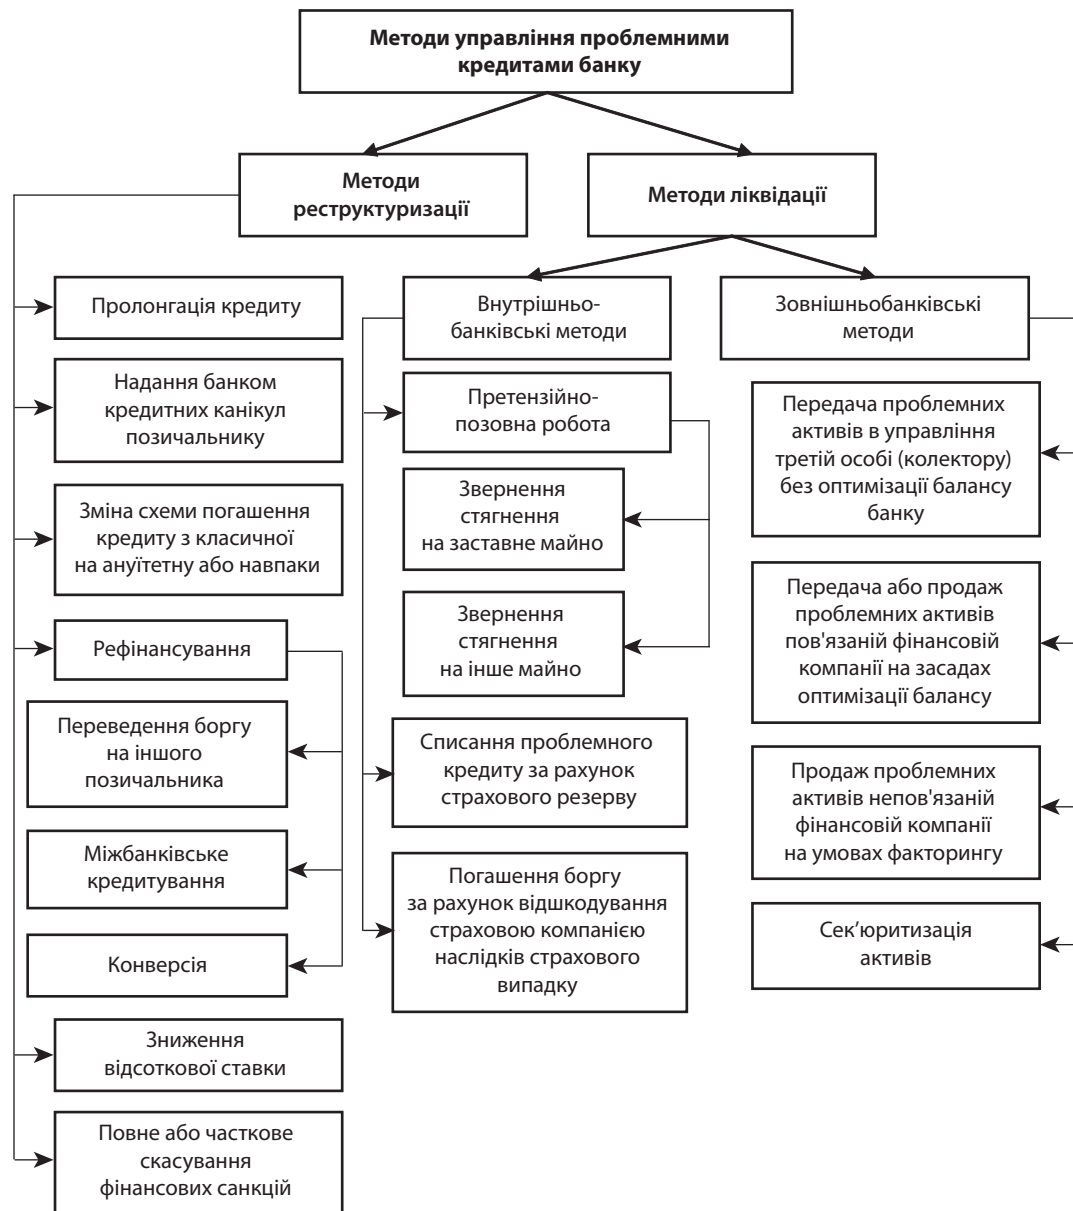 Методи управління проблемними
кредитами банку
Методи
реструктуризації
Методи ліквідації
Пролонгація кредиту
Надання банком
кредитних канікул
позичальнику
Зміна схеми погашення
кредиту з класичної
на ануїтетну або навпаки
Рефінансування
Переведення боргу
на іншого
позичальника
Міжбанківське
кредитування
Конверсія
Зниження
відсоткової ставки
Повне або часткове
скасування
фінансових санкцій
Внутрішньо-
банківські методи
Претензійно-
позовна робота
Звернення
стягнення
на заставне майно
Звернення
стягнення
на інше майно
Списання проблемного
кредиту за рахунок
страхового резерву
Погашення боргу
за рахунок відшкодування
страховою компанією
наслідків страхового
випадку
Зовнішньобанківські
методи
Передача проблемних
активів в управління
третій особі (колектору)
без оптимізації балансу
банку
Передача або продаж
проблемних активів
пов'язаній фінансовій
компанії на засадах
оптимізації балансу
Продаж проблемних
активів непов'язаній
фінансовій компанії
на умовах факторингу
Сек’юритизація
активів